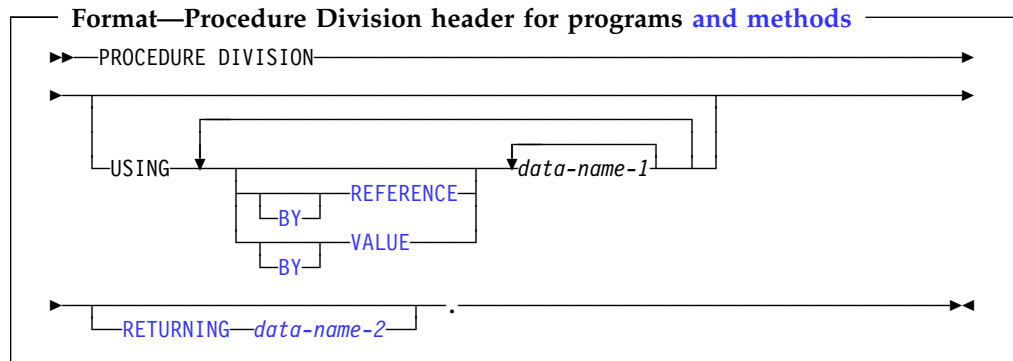 Format—Procedure Division header for programs and methods
PROCEDURE DIVISION
USING data-name-1
REFERENCE
BY
VALUE
BY
RETURNING data-name-2 .